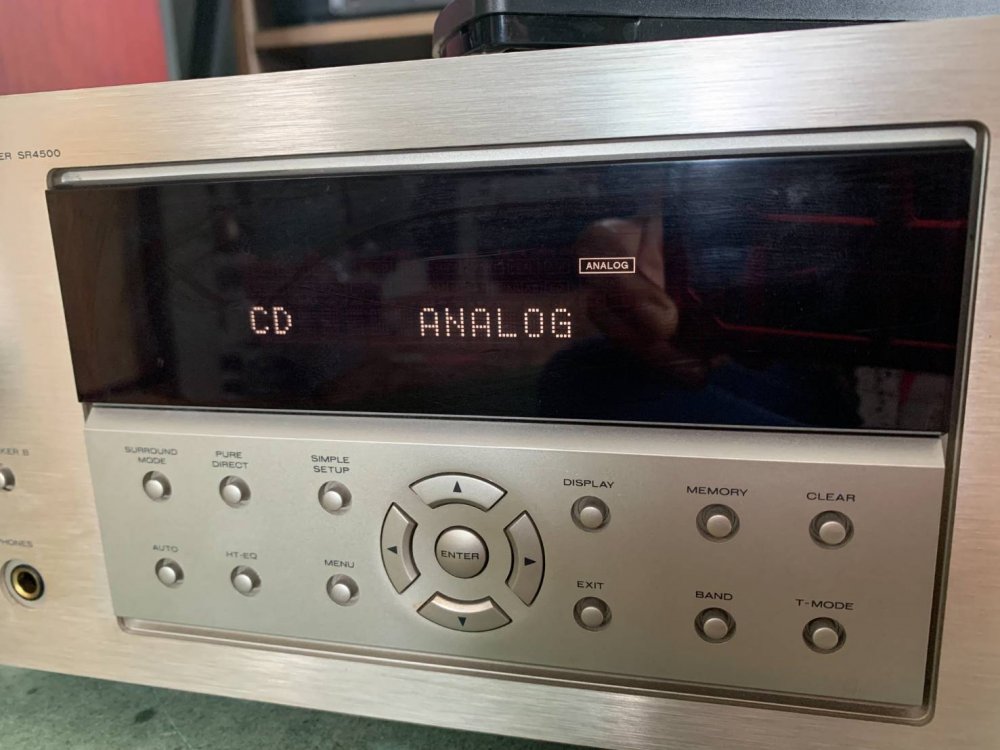 ER SR4500
ANALOG
CD ANALOG
KER B
PHONES
SURROUND
MODE
PURE
DIRECT
SIMPLE
SETUP
DISPLAY
MEMORY
CLEAR
AUTO
HT-EQ
MENU
ENTER
EXIT
BAND
T-MODE